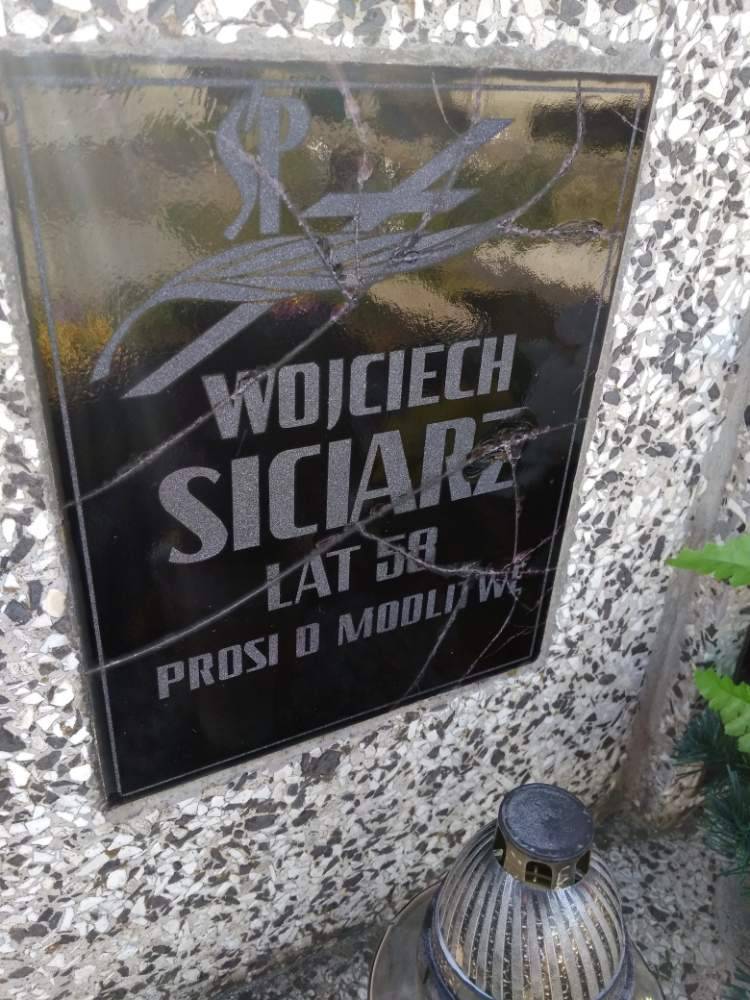 ŚP
WOJCIECH
SICIARZ
LAT 58
PROSI O MODLITWĘ